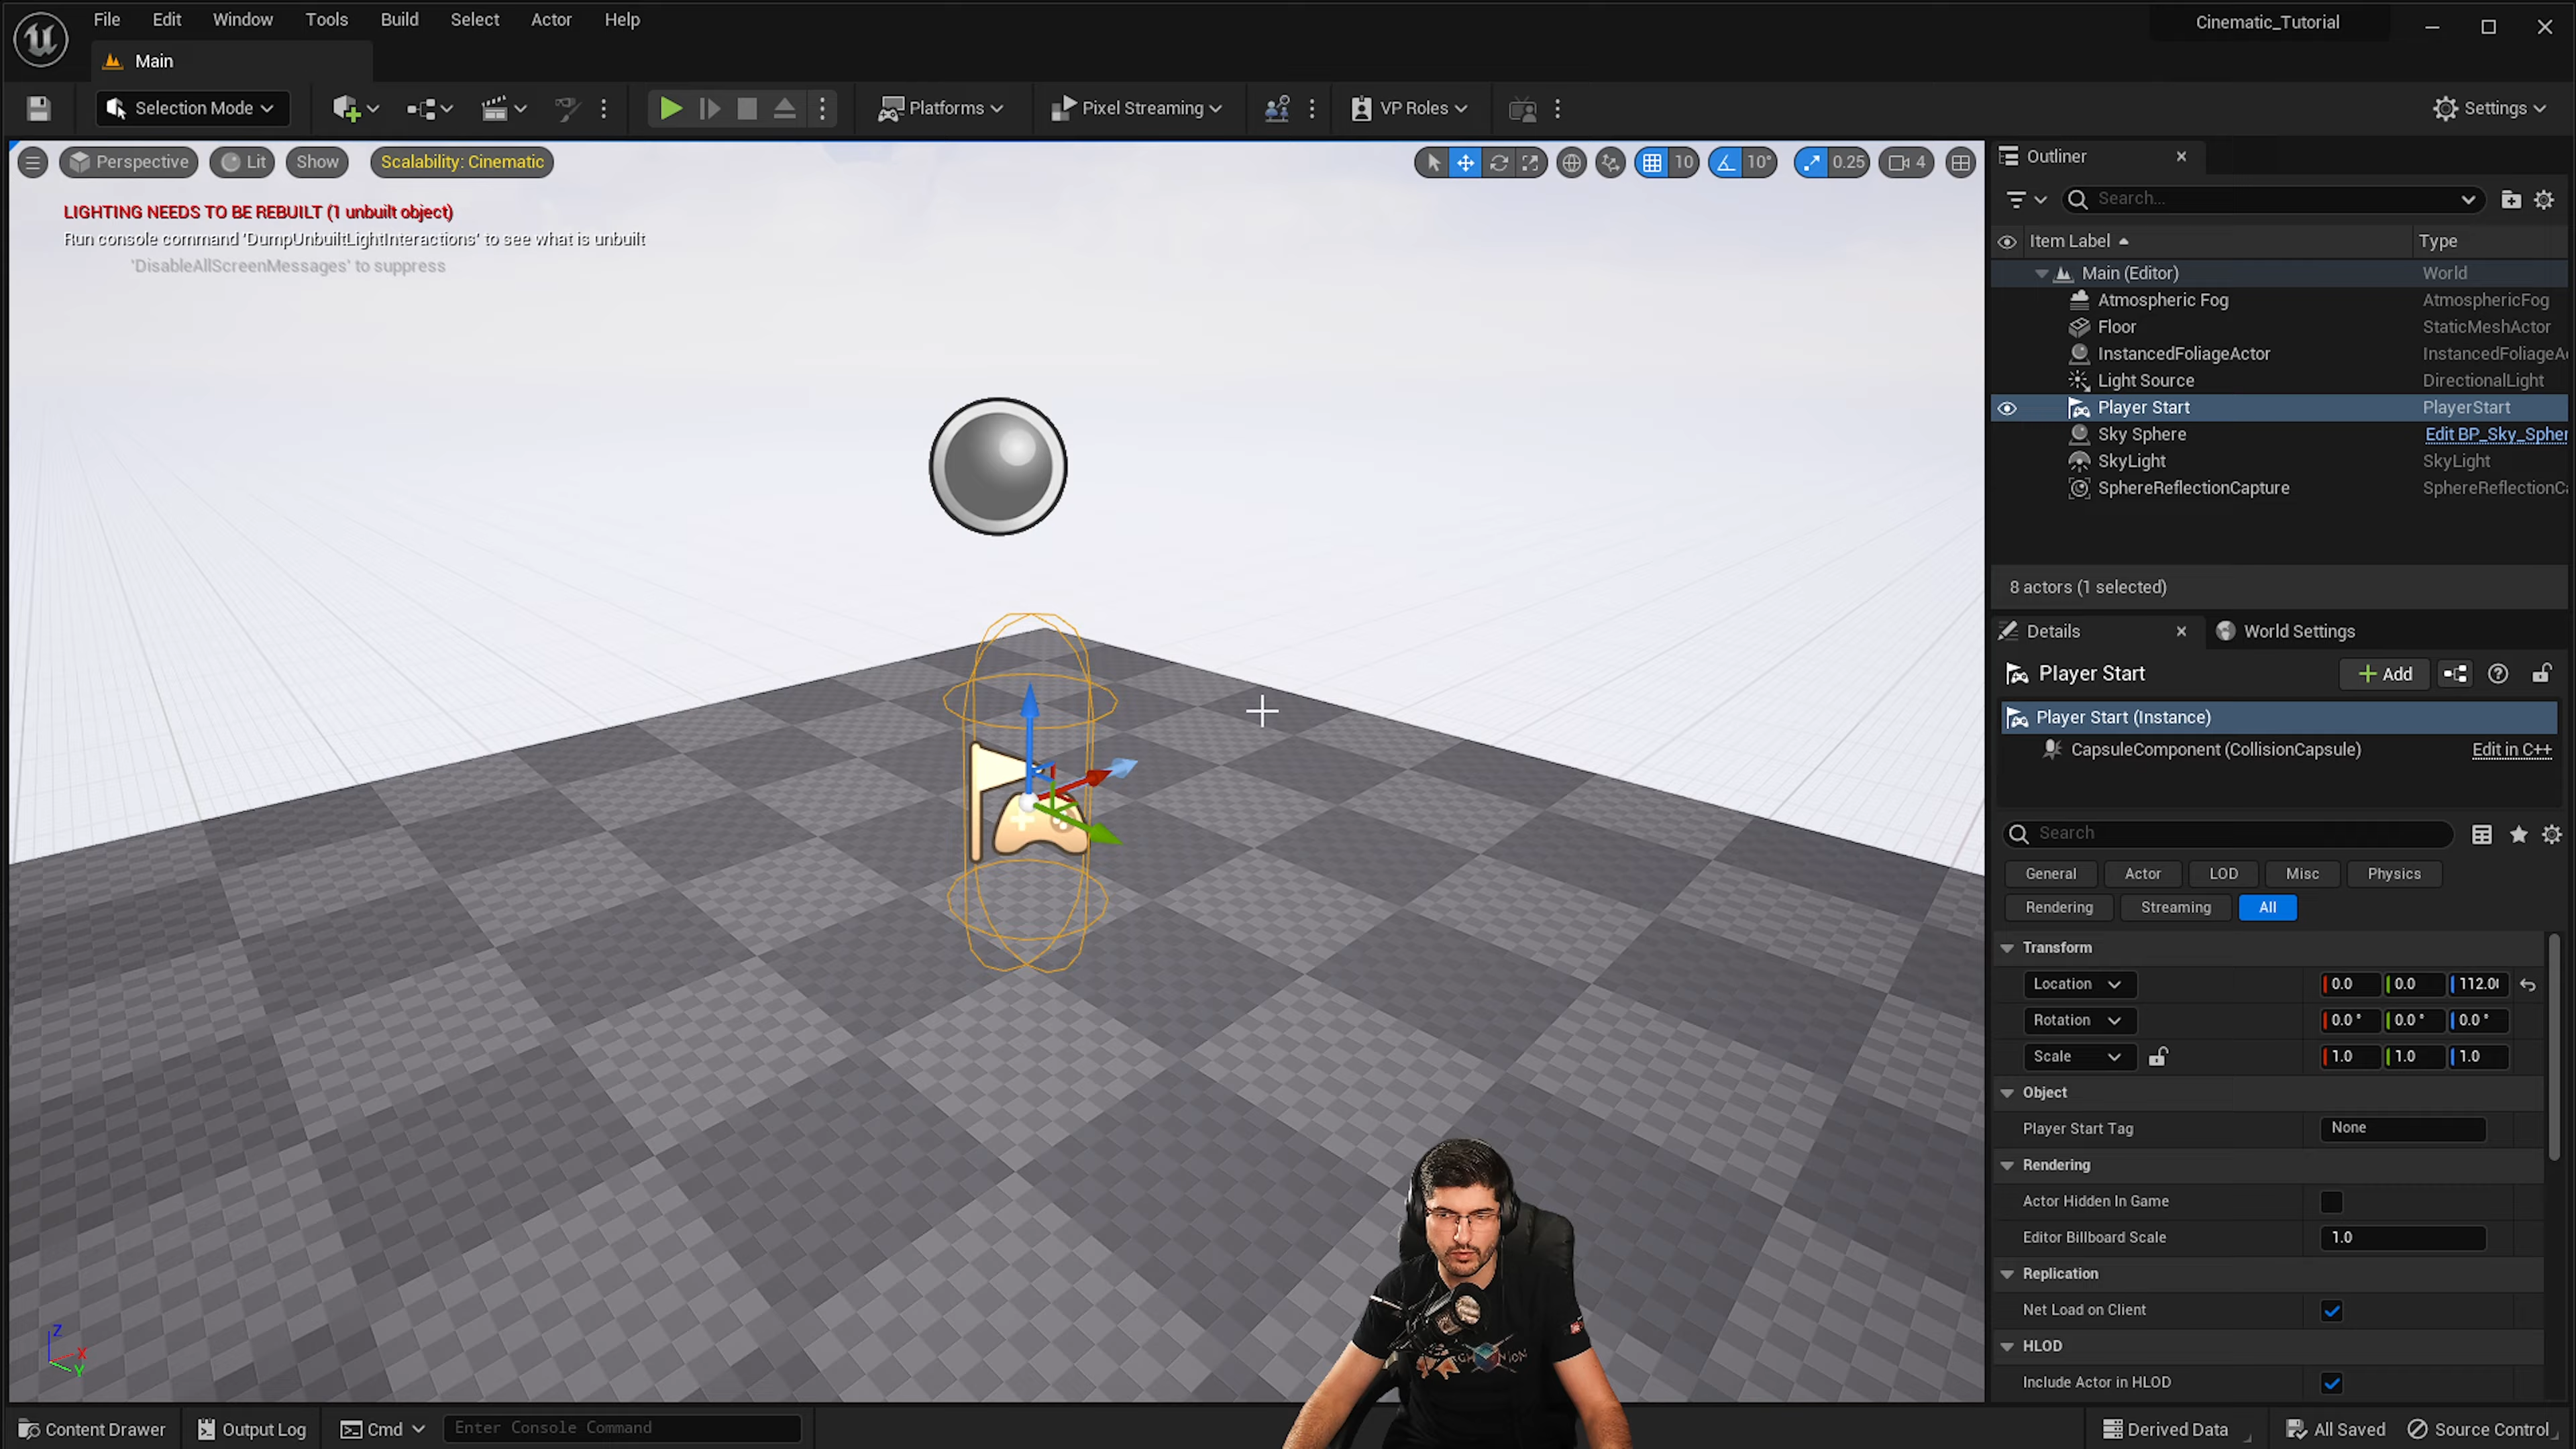 File Edit Window Tools Build Select Actor Help
Cinematic_Tutorial
Main
Selection Mode
Platforms
Pixel Streaming
VP Roles
Settings
Perspective
Lit
Show
Scalability: Cinematic
10
10°
0.25
4
LIGHTING NEEDS TO BE REBUILT (1 unbuilt object)
Run console command 'DumpUnbuiltLightInteractions' to see what is unbuilt
'DisableAllScreenMessages' to suppress
Z
X
Y
Outliner
Search...
Item Label Type
Main (Editor) World
Atmospheric Fog AtmosphericFog
Floor StaticMeshActor
InstancedFoliageActor InstancedFoliageA
Light Source DirectionalLight
Player Start PlayerStart
Sky Sphere Edit BP_Sky_Spher
SkyLight SkyLight
SphereReflectionCapture SphereReflectionC
8 actors (1 selected)
Details
World Settings
Player Start
Add
Player Start (Instance)
CapsuleComponent (CollisionCapsule) Edit in C++
Search
General Actor LOD Misc Physics
Rendering Streaming All
Transform
Location 0.0 0.0 112.0
Rotation 0.0° 0.0° 0.0°
Scale 1.0 1.0 1.0
Object
Player Start Tag None
Rendering
Actor Hidden In Game
Editor Billboard Scale 1.0
Replication
Net Load on Client
HLOD
Include Actor in HLOD
Content Drawer
Output Log
Cmd
Enter Console Command
Derived Data
All Saved
Source Control